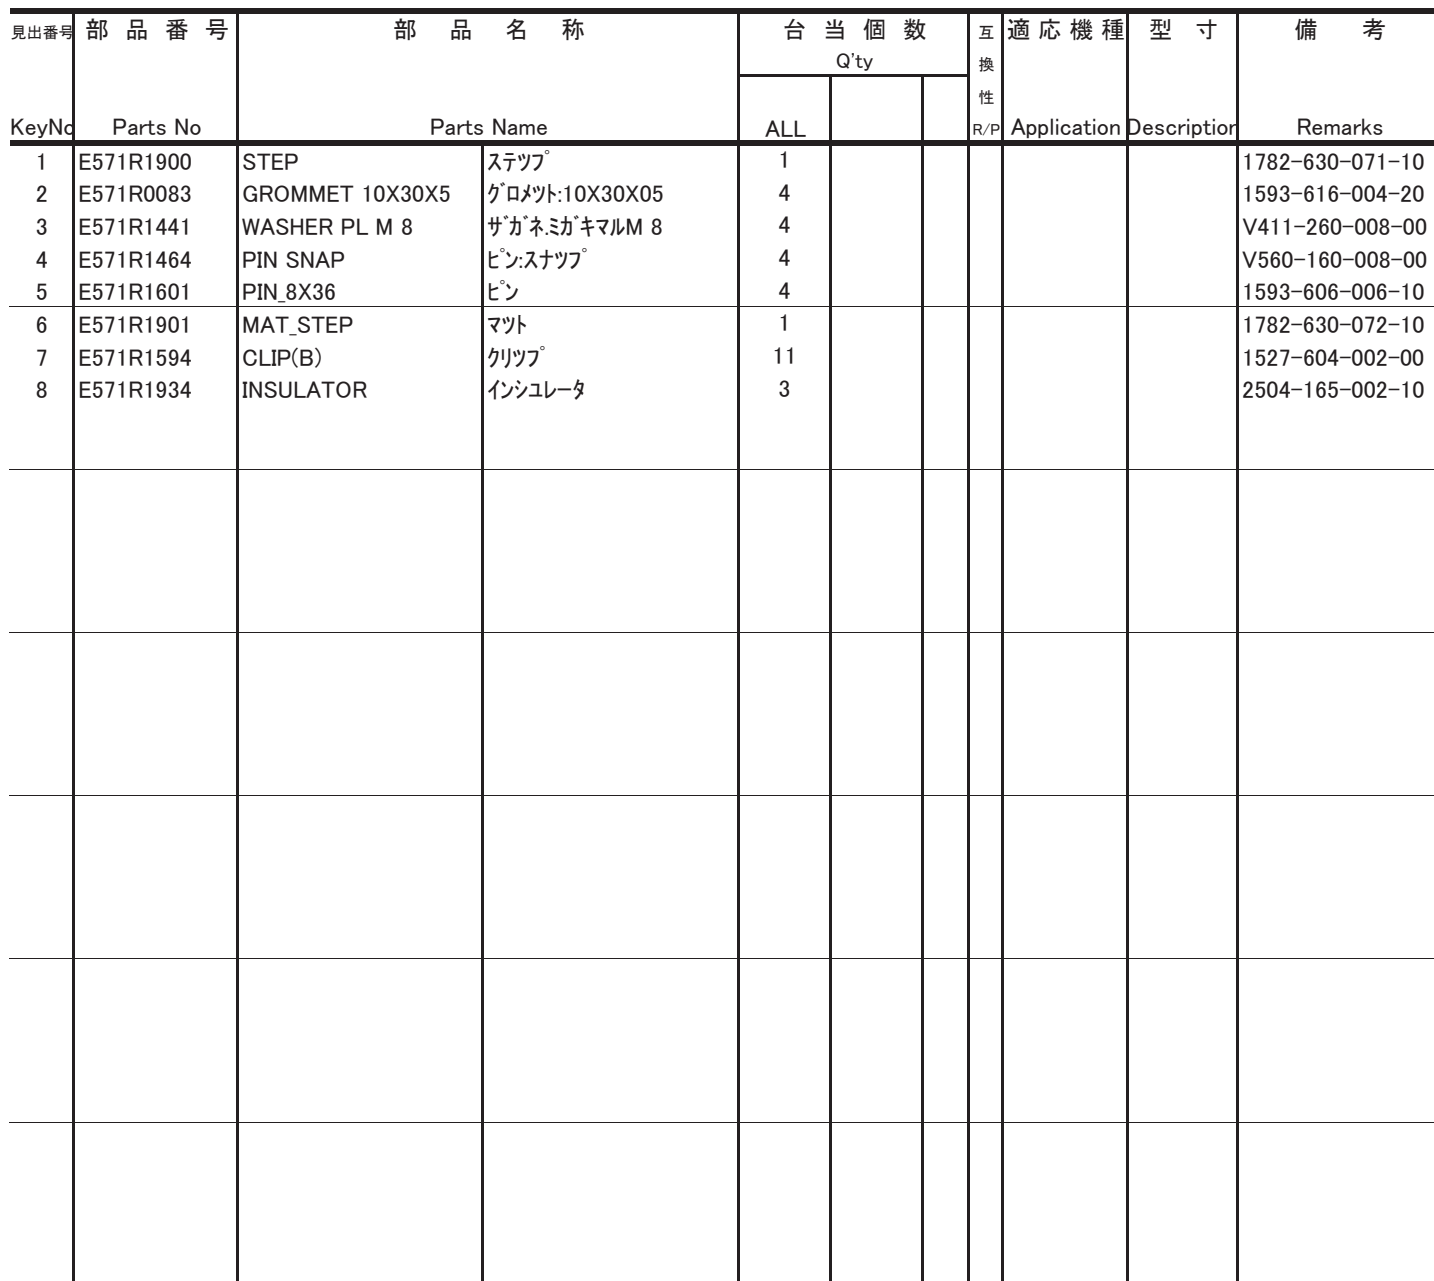 見出番号 部品番号 部品名称 台当個数 互 適応機種 型寸 備考
Q'ty 換
性
KeyNo Parts No Parts Name ALL R/P Application Description Remarks
1 E571R1900 STEP ｽﾃﾂﾌﾟ 1 1782-630-071-10
2 E571R0083 GROMMET 10X30X5 ｸﾞﾛﾒﾂﾄ:10X30X05 4 1593-616-004-20
3 E571R1441 WASHER PL M 8 ｻﾞｶﾞﾈ.ﾐｶﾞｷﾏﾙM 8 4 V411-260-008-00
4 E571R1464 PIN SNAP ﾋﾟﾝ:ｽﾅﾂﾌﾟ 4 V560-160-008-00
5 E571R1601 PIN_8X36 ﾋﾟﾝ 4 1593-606-006-10
6 E571R1901 MAT_STEP ﾏﾂﾄ 1 1782-630-072-10
7 E571R1594 CLIP(B) ｸﾘﾂﾌﾟ 11 1527-604-002-00
8 E571R1934 INSULATOR ｲﾝｼﾕﾚｰﾀ 3 2504-165-002-10